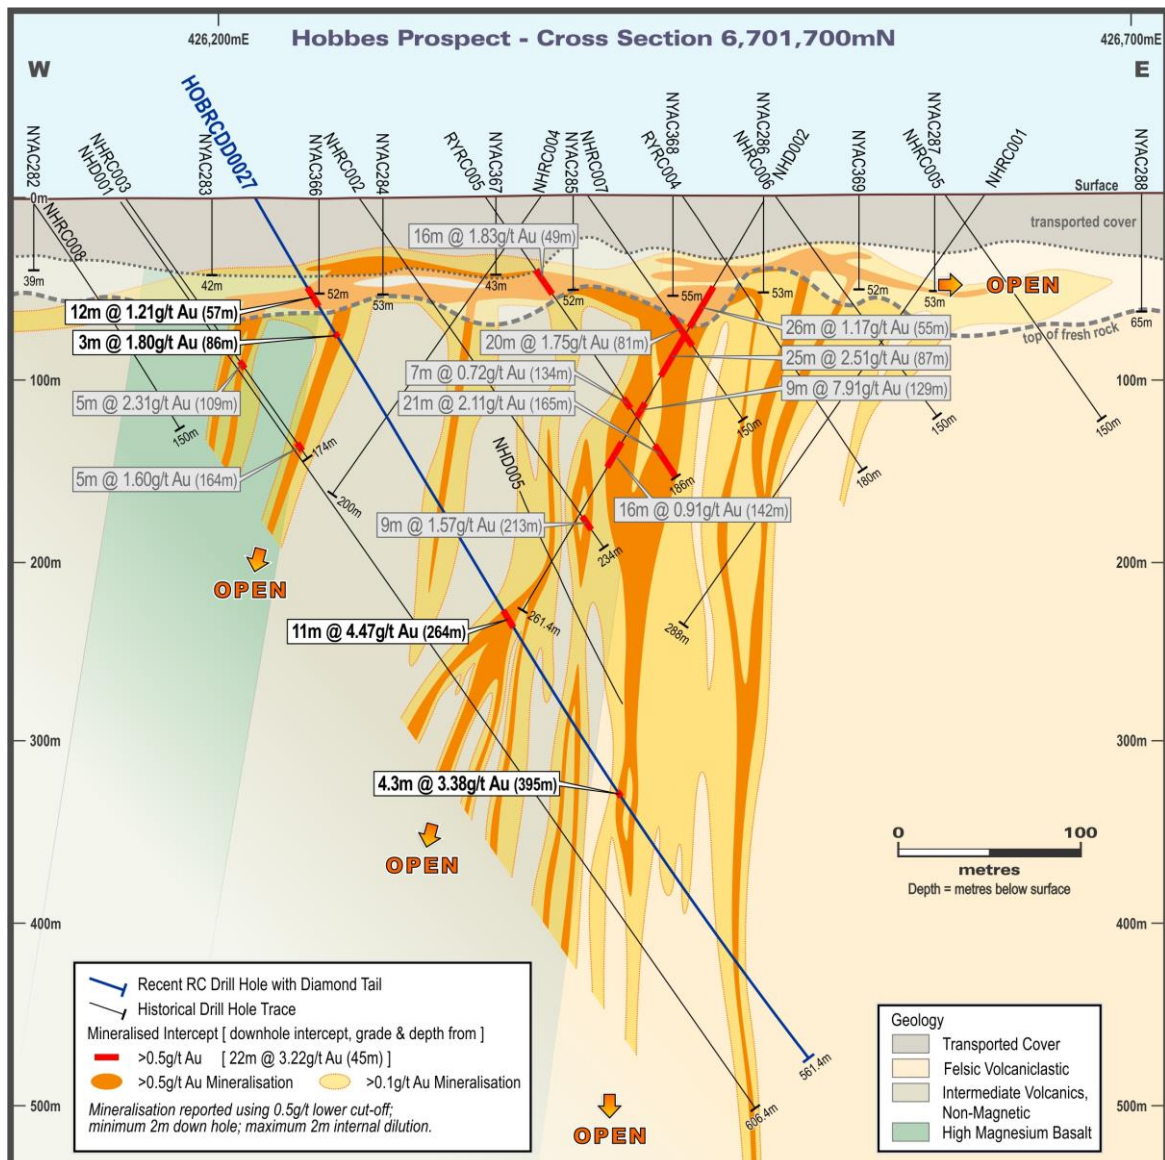 426,200mE
Hobbes Prospect - Cross Section 6,701,700mN
426,700mE
W
E
HOBRCDD0027
NYAC282
NHD001
NHRC003
NHRC008
NYAC283
NYAC366
NHRC002
NYAC284
RYRC005
NYAC367
NHRC004
NYAC285
NHRC007
RYRC004
NYAC368
NYAC286
NHRC006
NHD002
NYAC369
NYAC287
NHRC005
NHRC001
NYAC288
0m
Surface
transported cover
16m @ 1.83g/t Au (49m)
39m
42m
52m
53m
43m
52m
55m
53m
52m
53m
65m
OPEN
12m @ 1.21g/t Au (57m)
3m @ 1.80g/t Au (86m)
20m @ 1.75g/t Au (81m)
26m @ 1.17g/t Au (55m)
top of fresh rock
25m @ 2.51g/t Au (87m)
7m @ 0.72g/t Au (134m)
9m @ 7.91g/t Au (129m)
100m
100m
5m @ 2.31g/t Au (109m)
21m @ 2.11g/t Au (165m)
150m
150m
150m
150m
174m
5m @ 1.60g/t Au (164m)
180m
186m
200m
NHD005
16m @ 0.91g/t Au (142m)
9m @ 1.57g/t Au (213m)
234m
200m
200m
OPEN
261.4m
288m
11m @ 4.47g/t Au (264m)
300m
300m
4.3m @ 3.38g/t Au (395m)
OPEN
0
100
metres
Depth = metres below surface
400m
400m
Recent RC Drill Hole with Diamond Tail
Historical Drill Hole Trace
Mineralised Intercept [ downhole intercept, grade & depth from ]
>0.5g/t Au [ 22m @ 3.22g/t Au (45m) ]
>0.5g/t Au Mineralisation >0.1g/t Au Mineralisation
Mineralisation reported using 0.5g/t lower cut-off;
minimum 2m down hole; maximum 2m internal dilution.
561.4m
606.4m
Geology
Transported Cover
Felsic Volcaniclastic
Intermediate Volcanics,
Non-Magnetic
High Magnesium Basalt
500m
500m
OPEN